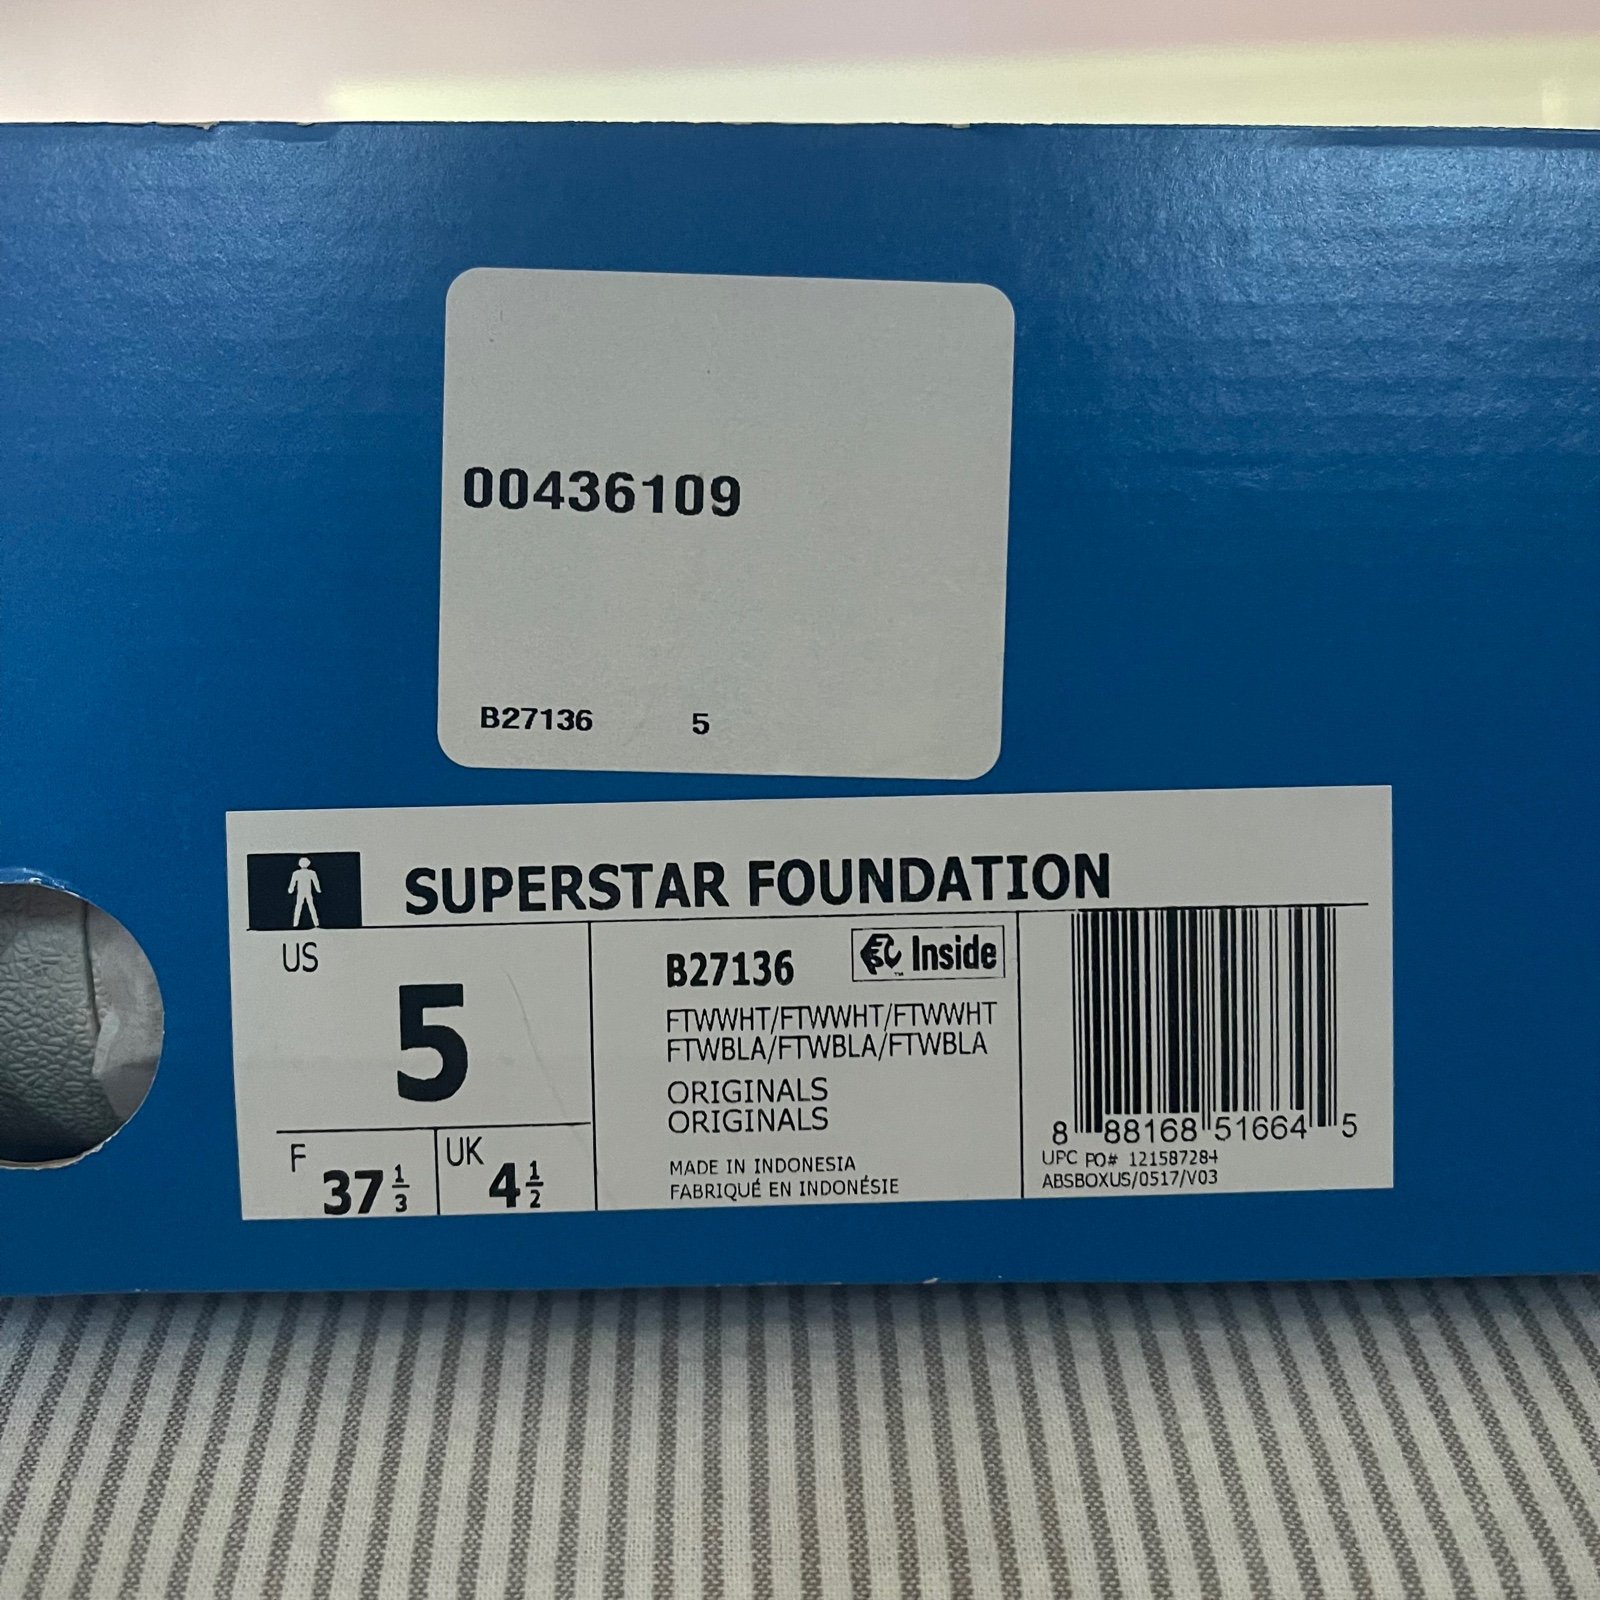 00436109
B27136 5
SUPERSTAR FOUNDATION
US
5
F 37 1/3
UK 4 1/2
B27136
Inside
FTWWHT/FTWWHT/FTWWHT
FTWBLA/FTWBLA/FTWBLA
ORIGINALS
ORIGINALS
MADE IN INDONESIA
FABRIQUÉ EN INDONÉSIE
8 88168 51664 5
UPC PO# 121587284
ABSBOXUS/0517/V03